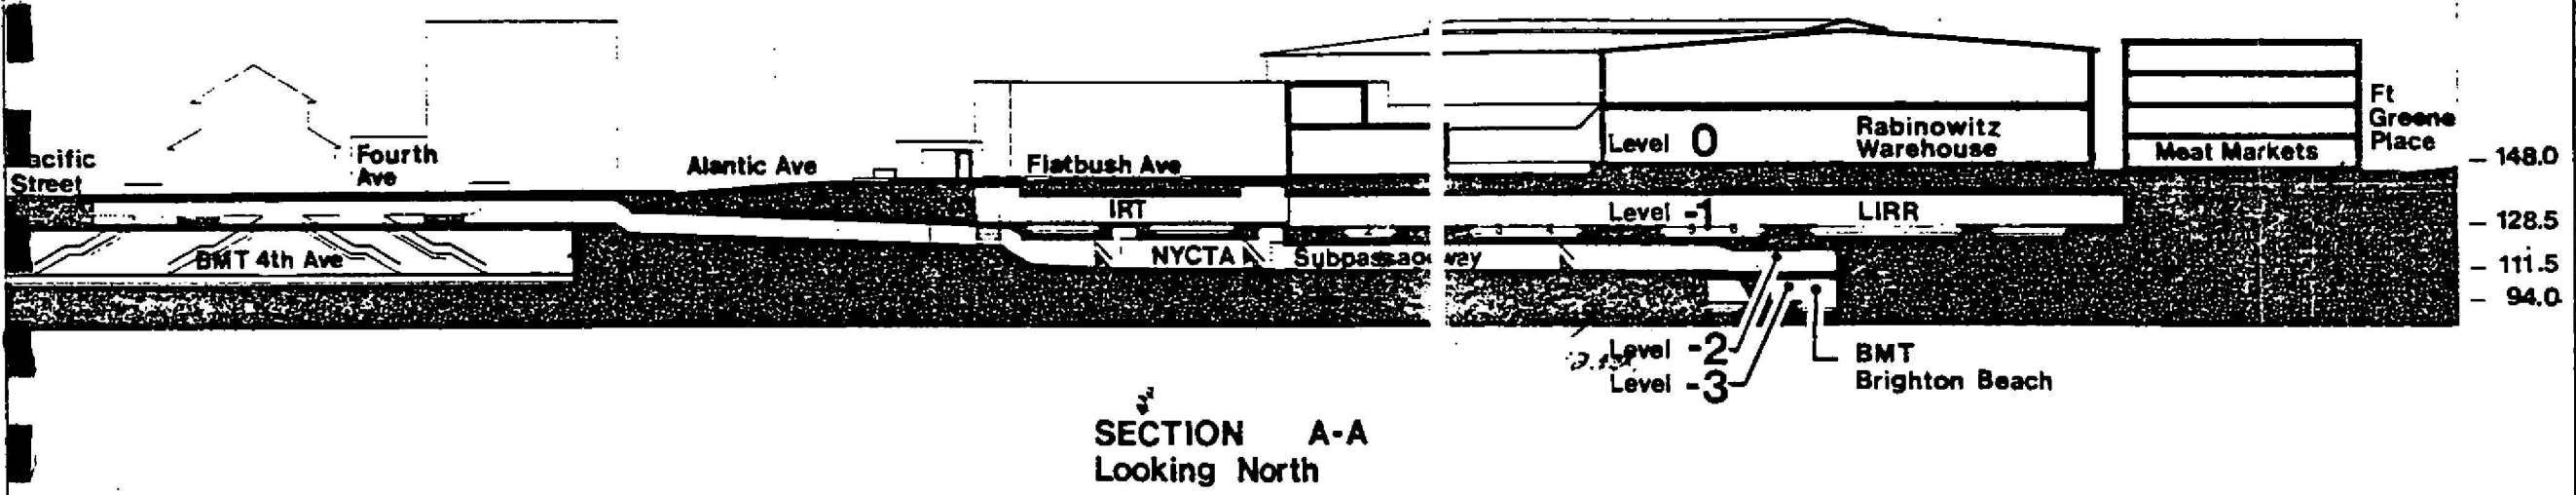 acific
Street
Fourth
Ave
Alantic Ave
Flatbush Ave
Level 0
Rabinowitz
Warehouse
Meat Markets
Ft
Greene
Place
148.0
IRT
Level -1
LIRR
128.5
BMT 4th Ave
NYCTA
Subpassageway
111.5
94.0
Level -2
Level -3
BMT
Brighton Beach
SECTION A-A
Looking North